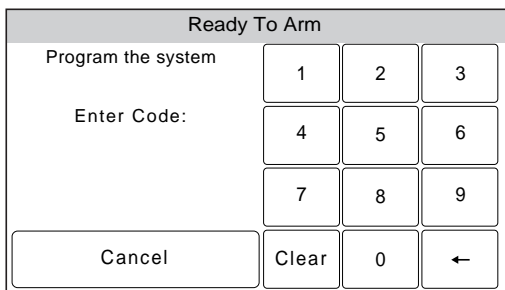 Ready To Arm
Program the system
1 2 3
Enter Code:
4 5 6
7 8 9
Cancel Clear 0 ←